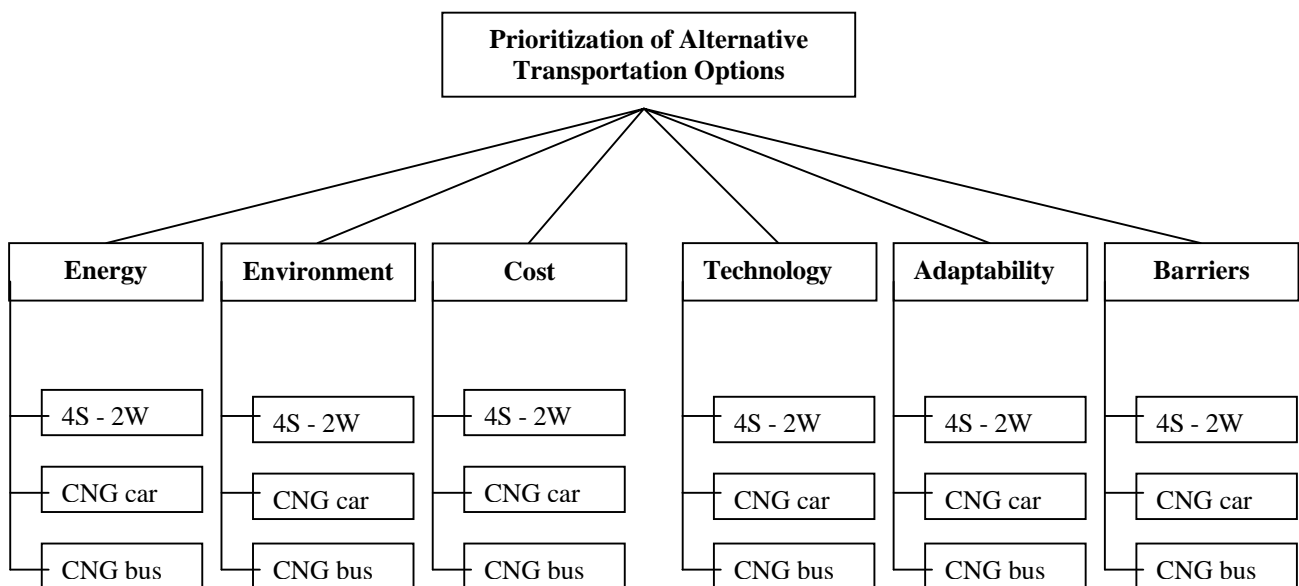 Prioritization of Alternative
Transportation Options
Energy
Environment
Cost
Technology
Adaptability
Barriers
4S - 2W
4S - 2W
4S - 2W
4S - 2W
4S - 2W
4S - 2W
CNG car
CNG car
CNG car
CNG car
CNG car
CNG car
CNG bus
CNG bus
CNG bus
CNG bus
CNG bus
CNG bus